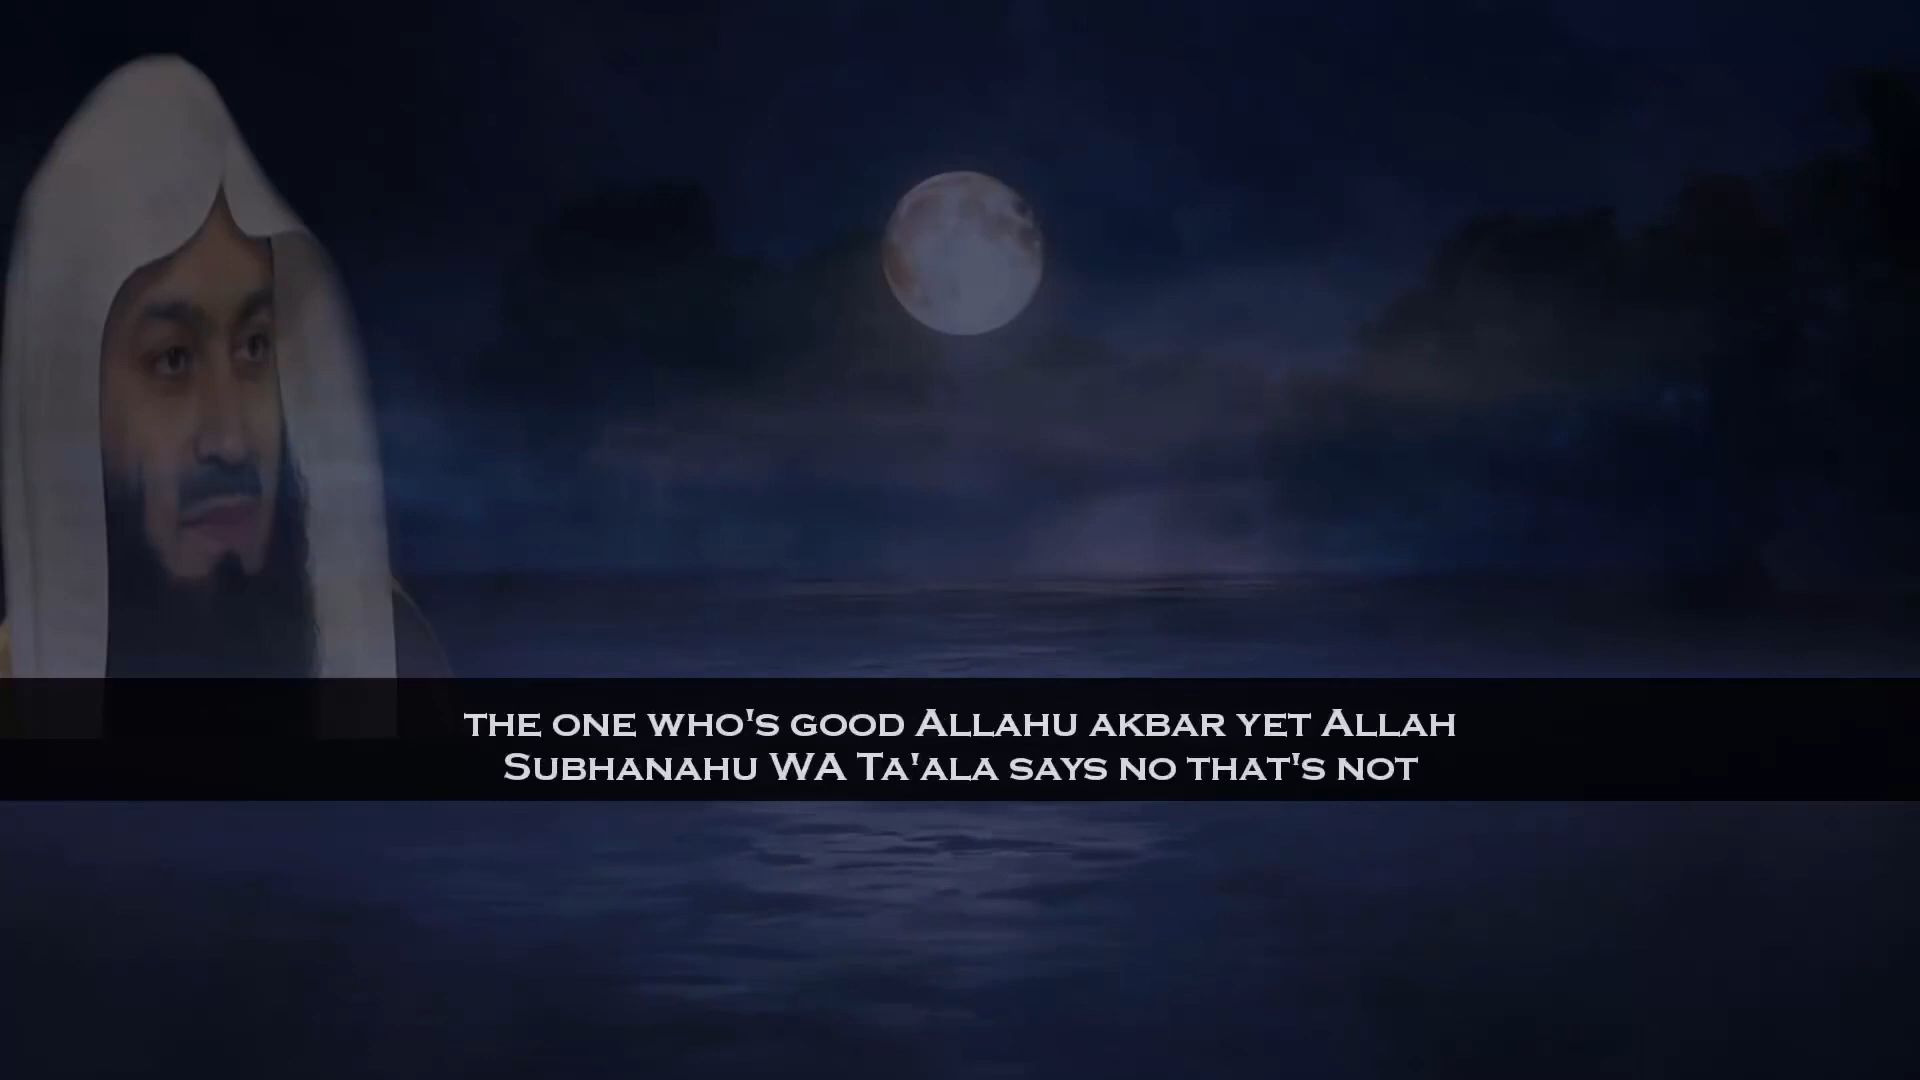 THE ONE WHO'S GOOD ALLAHU AKBAR YET ALLAH
SUBHANAHU WA TA'ALA SAYS NO THAT'S NOT